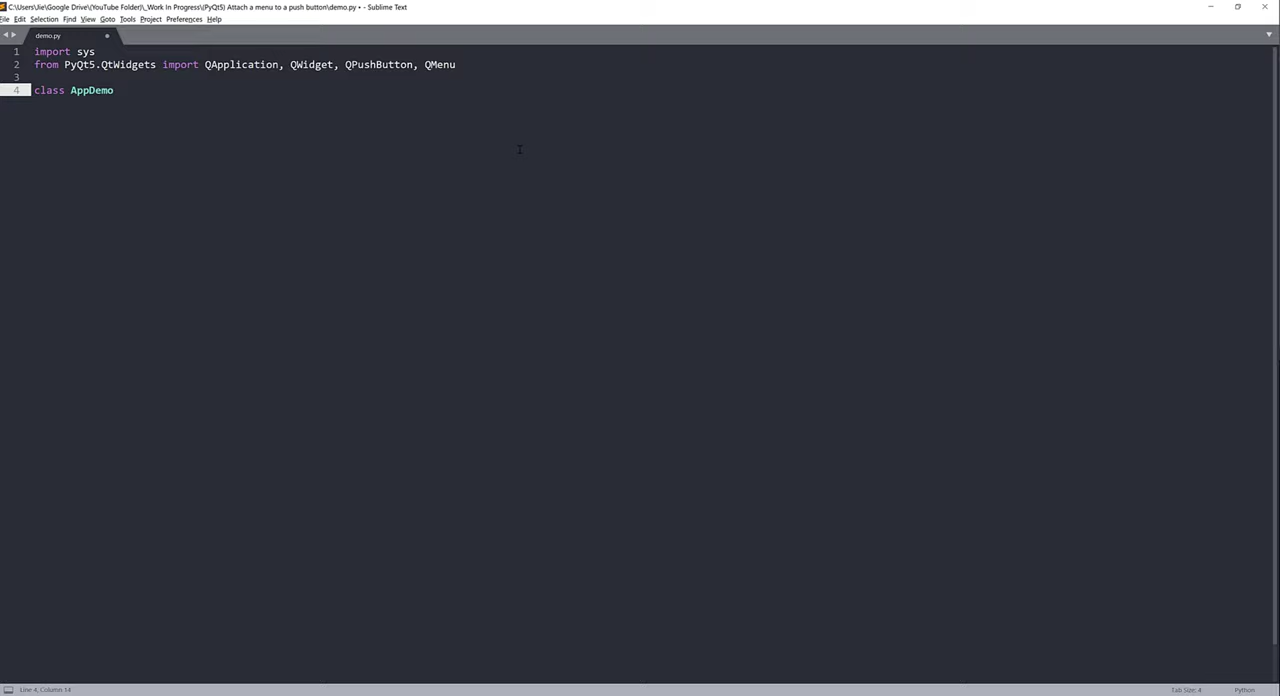 C:\Users\Jie\Google Drive\(YouTube Folder)\_Work In Progress\(PyQt5) Attach a menu to a push button\demo.py • - Sublime Text
File Edit Selection Find View Goto Tools Project Preferences Help
demo.py
1 import sys
2 from PyQt5.QtWidgets import QApplication, QWidget, QPushButton, QMenu
3
4 class AppDemo
Line 4, Column 14 Tab Size: 4 Python